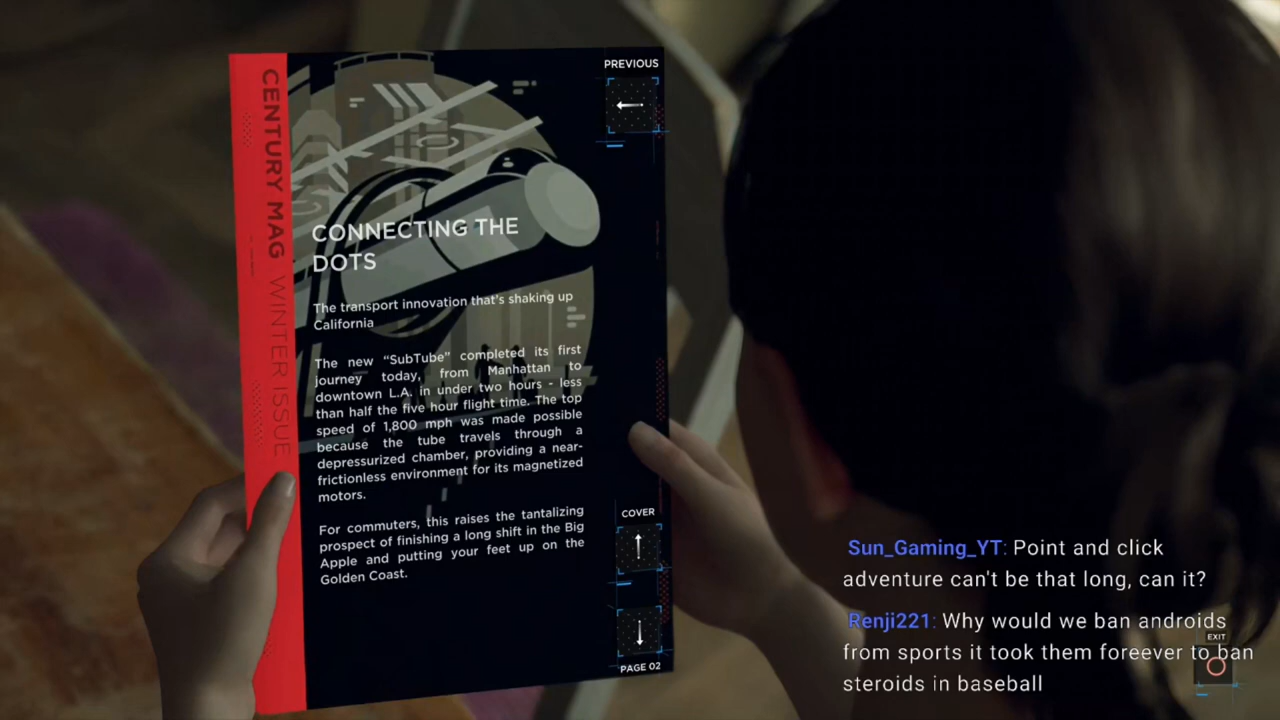 CENTURY MAG WINTER ISSUE
PREVIOUS
CONNECTING THE
DOTS
The transport innovation that's shaking up
California
The new “SubTube” completed its first
journey today, from Manhattan to
downtown L.A. in under two hours - less
than half the five hour flight time. The top
speed of 1,800 mph was made possible
because the tube travels through a
depressurized chamber, providing a near-
frictionless environment for its magnetized
motors.
For commuters, this raises the tantalizing
prospect of finishing a long shift in the Big
Apple and putting your feet up on the
Golden Coast.
COVER
PAGE 02
Sun_Gaming_YT: Point and click
adventure can't be that long, can it?
Renji221: Why would we ban androids
from sports it took them foreever to ban
steroids in baseball
EXIT